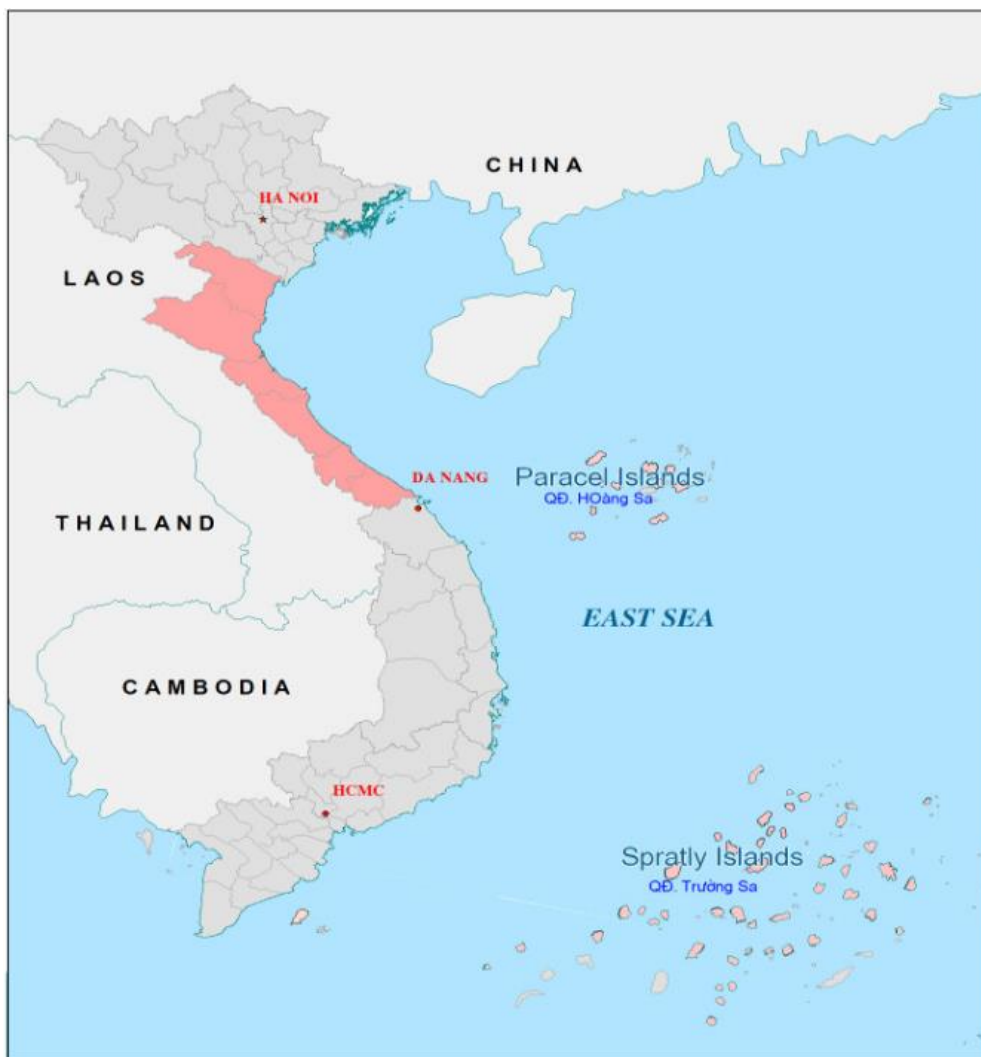 CHINA
HA NOI
LAOS
DA NANG
Paracel Islands
QĐ. HOàng Sa
THAILAND
EAST SEA
CAMBODIA
HCMC
Spratly Islands
QĐ. Trường Sa